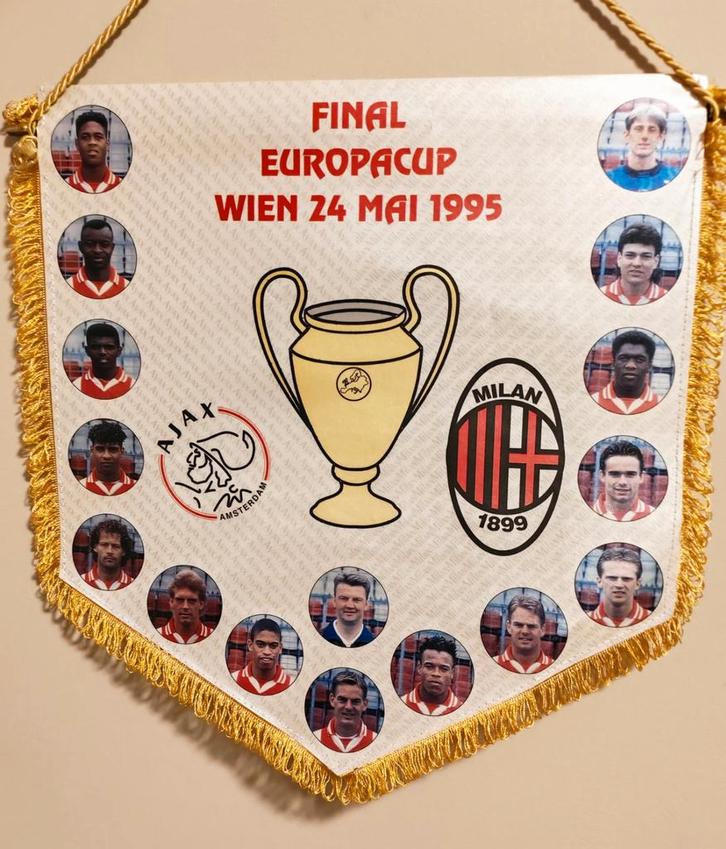 FINAL
EUROPACUP
WIEN 24 MAI 1995
AJAX
AMSTERDAM
MILAN
1899